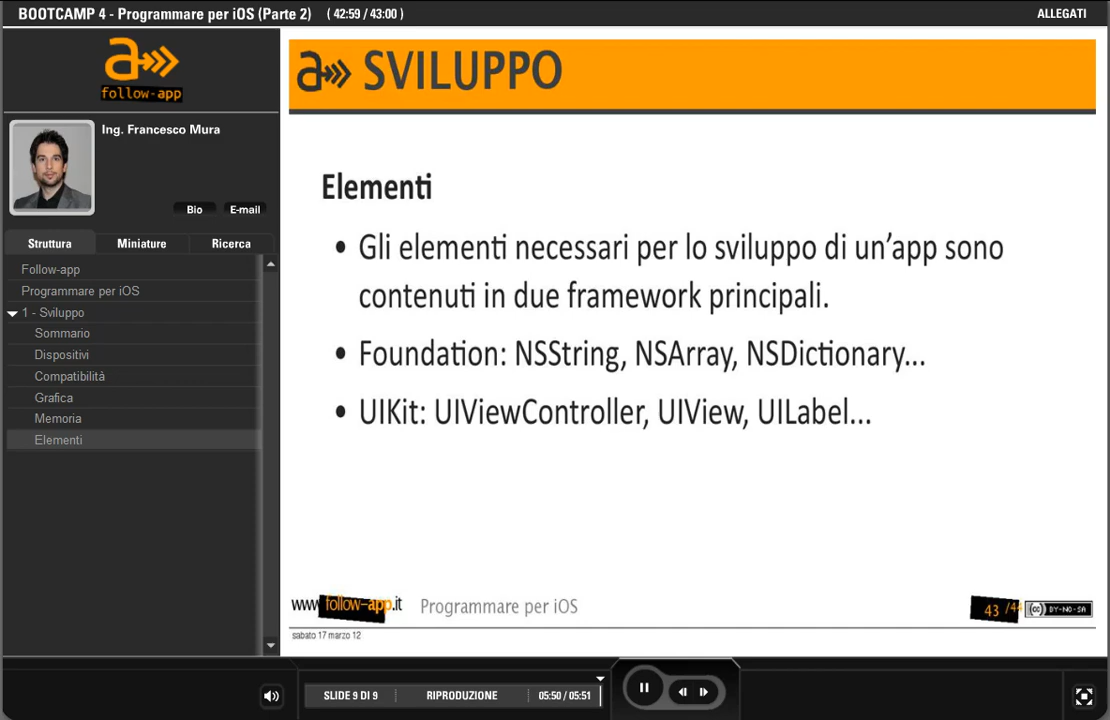 BOOTCAMP 4 - Programmare per iOS (Parte 2) ( 42:59 / 43:00 )
ALLEGATI
a
follow-app
Ing. Francesco Mura
Bio
E-mail
Struttura
Miniature
Ricerca
Follow-app
Programmare per iOS
1 - Sviluppo
Sommario
Dispositivi
Compatibilità
Grafica
Memoria
Elementi
a SVILUPPO
Elementi
• Gli elementi necessari per lo sviluppo di un’app sono
contenuti in due framework principali.
• Foundation: NSString, NSArray, NSDictionary...
• UIKit: UIViewController, UIView, UILabel...
www.follow-app.it
Programmare per iOS
43
(cc) BY-NO-SA
sabato 17 marzo 12
SLIDE 9 DI 9
RIPRODUZIONE
05:50 / 05:51